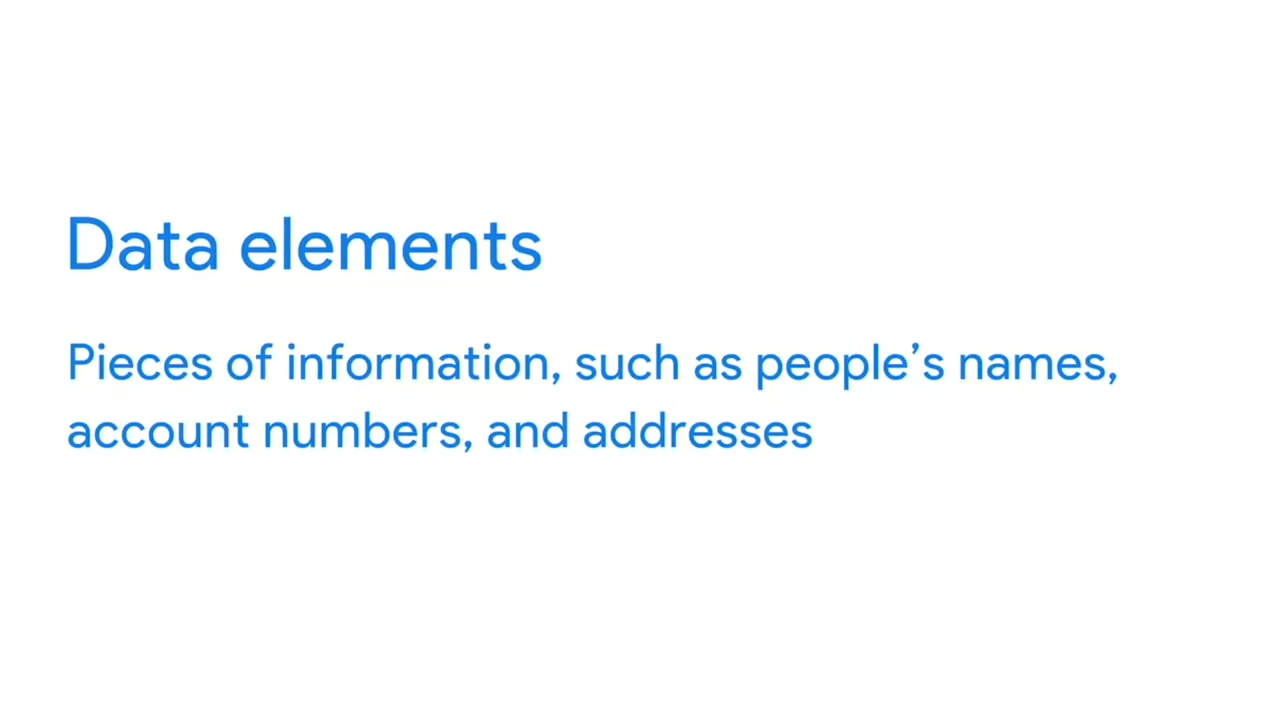 Data elements
Pieces of information, such as people’s names,
account numbers, and addresses